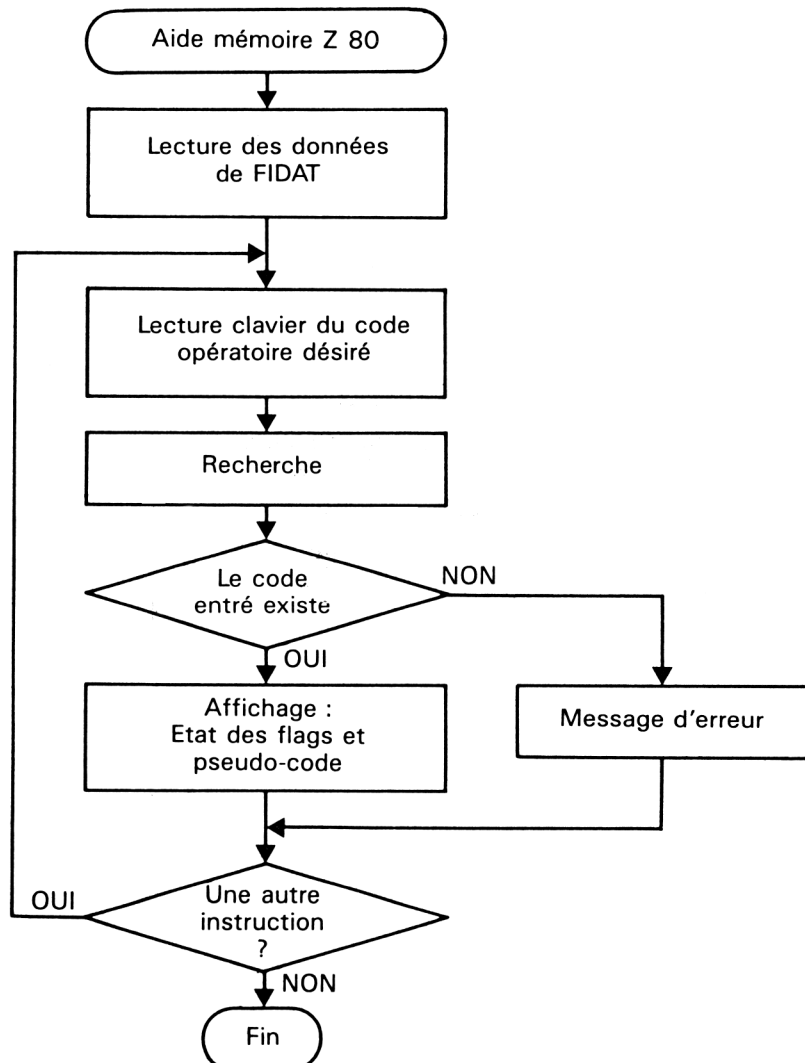 Aide mémoire Z 80
Lecture des données
de FIDAT
Lecture clavier du code
opératoire désiré
Recherche
Le code
entré existe
NON
OUI
Affichage :
Etat des flags et
pseudo-code
Message d'erreur
OUI
Une autre
instruction
?
NON
Fin